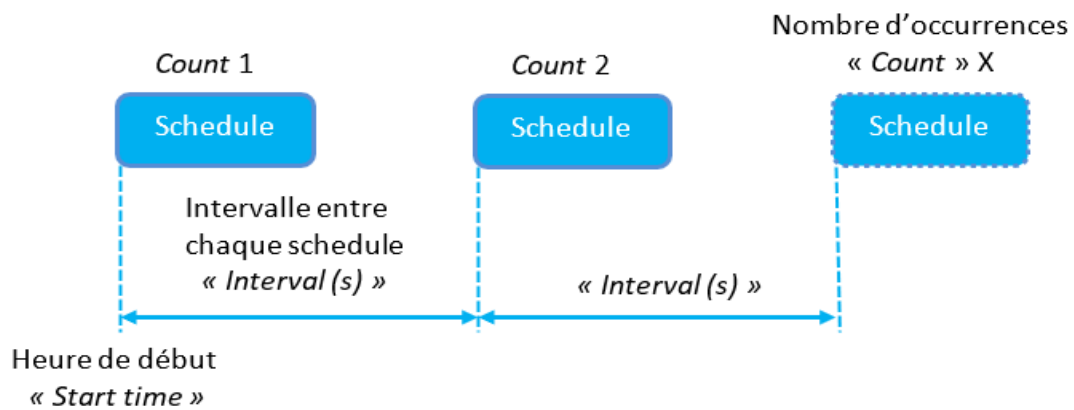 Count 1
Count 2
Nombre d’occurrences
« Count » X
Schedule
Schedule
Schedule
Intervalle entre
chaque schedule
« Interval (s) »
« Interval (s) »
Heure de début
« Start time »